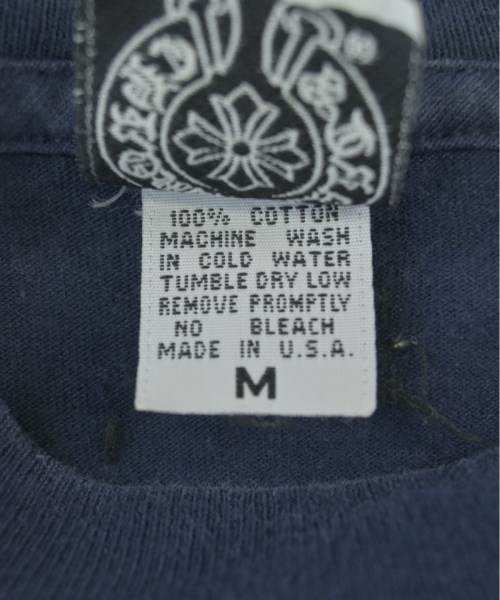 100% COTTON
MACHINE WASH
IN COLD WATER
TUMBLE DRY LOW
REMOVE PROMPTLY
NO BLEACH
MADE IN U.S.A.
M